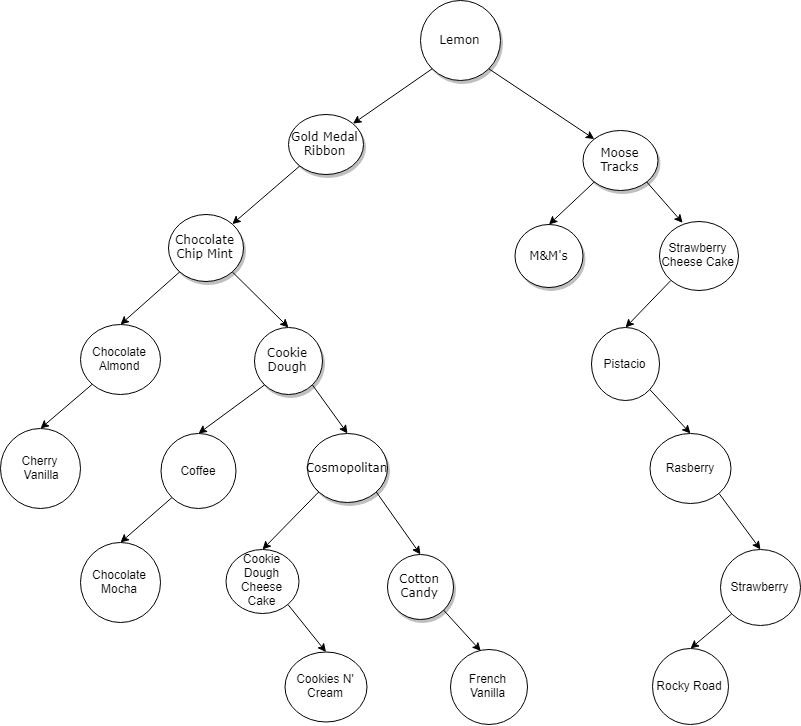 Lemon
Gold Medal
Ribbon
Moose
Tracks
Chocolate
Chip Mint
M&M's
Strawberry
Cheese Cake
Chocolate
Almond
Cookie
Dough
Pistacio
Cherry
Vanilla
Coffee
Cosmopolitan
Rasberry
Chocolate
Mocha
Cookie
Dough
Cheese
Cake
Cotton
Candy
Strawberry
Cookies N'
Cream
French
Vanilla
Rocky Road